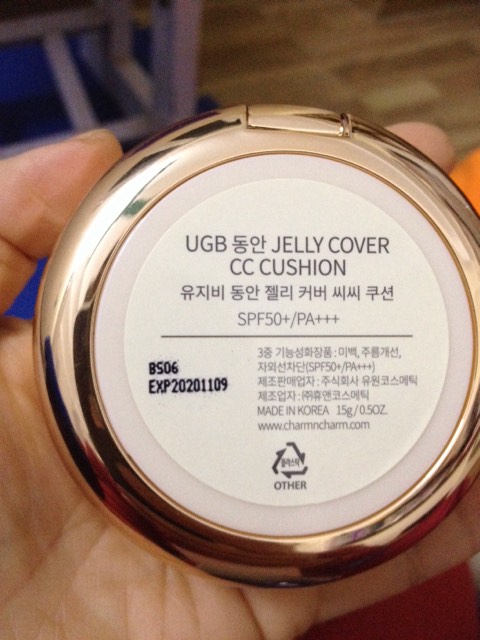 UGB 동안 JELLY COVER
CC CUSHION
유지비 동안 젤리 커버 씨씨 쿠션
SPF50+/PA+++
BS06
EXP20201109
3중 기능성화장품 : 미백, 주름개선,
자외선차단(SPF50+/PA+++)
제조판매업자 : 주식회사 유원코스메틱
제조업자 : ㈜휴앤코스메틱
MADE IN KOREA 15g / 0.5OZ.
www.charmncharm.com
플라스틱
OTHER